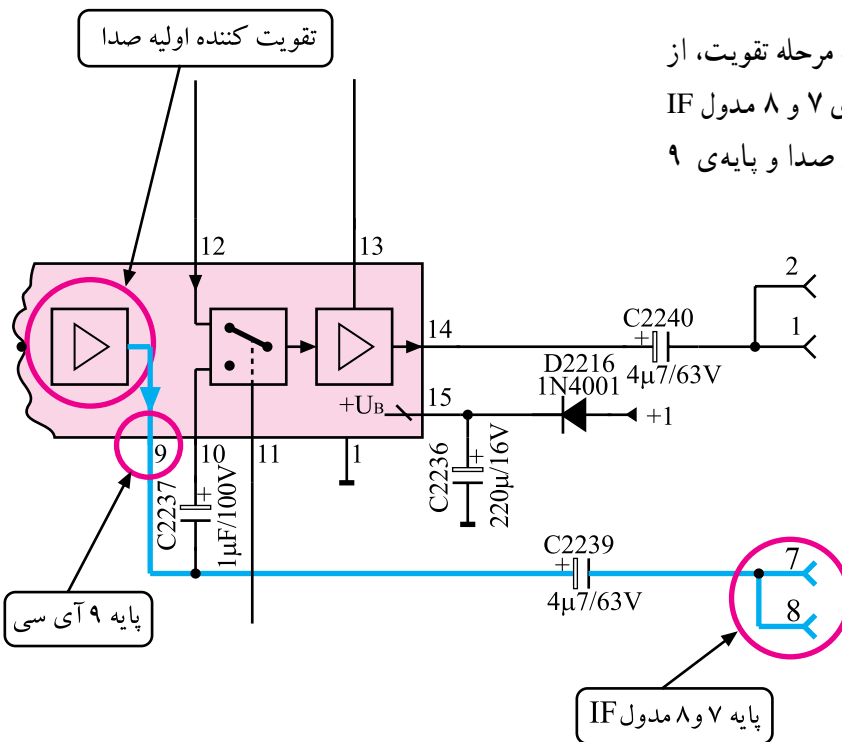 تقویت کننده اولیه صدا
مرحله تقویت، از
ی ۷ و ۸ مدول IF
صدا و پایه‌ی ۹
12
13
2
1
14
C2240
+
4µ7/63V
D2216
1N4001
+1
+UB
15
9
10
11
1
C2237
+
1µF/100V
C2236
+
220µ/16V
C2239
+
4µ7/63V
7
8
پایه ۹ آی سی
پایه ۷ و ۸ مدول IF